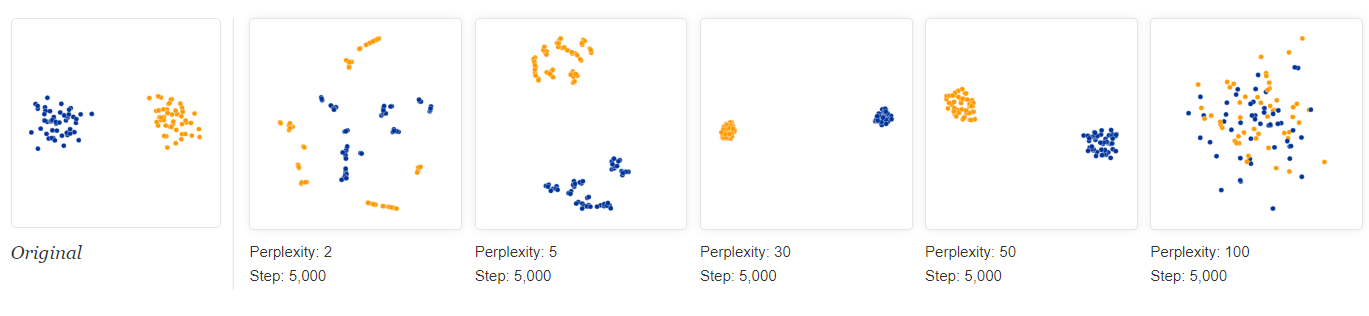 Original
Perplexity: 2
Step: 5,000
Perplexity: 5
Step: 5,000
Perplexity: 30
Step: 5,000
Perplexity: 50
Step: 5,000
Perplexity: 100
Step: 5,000